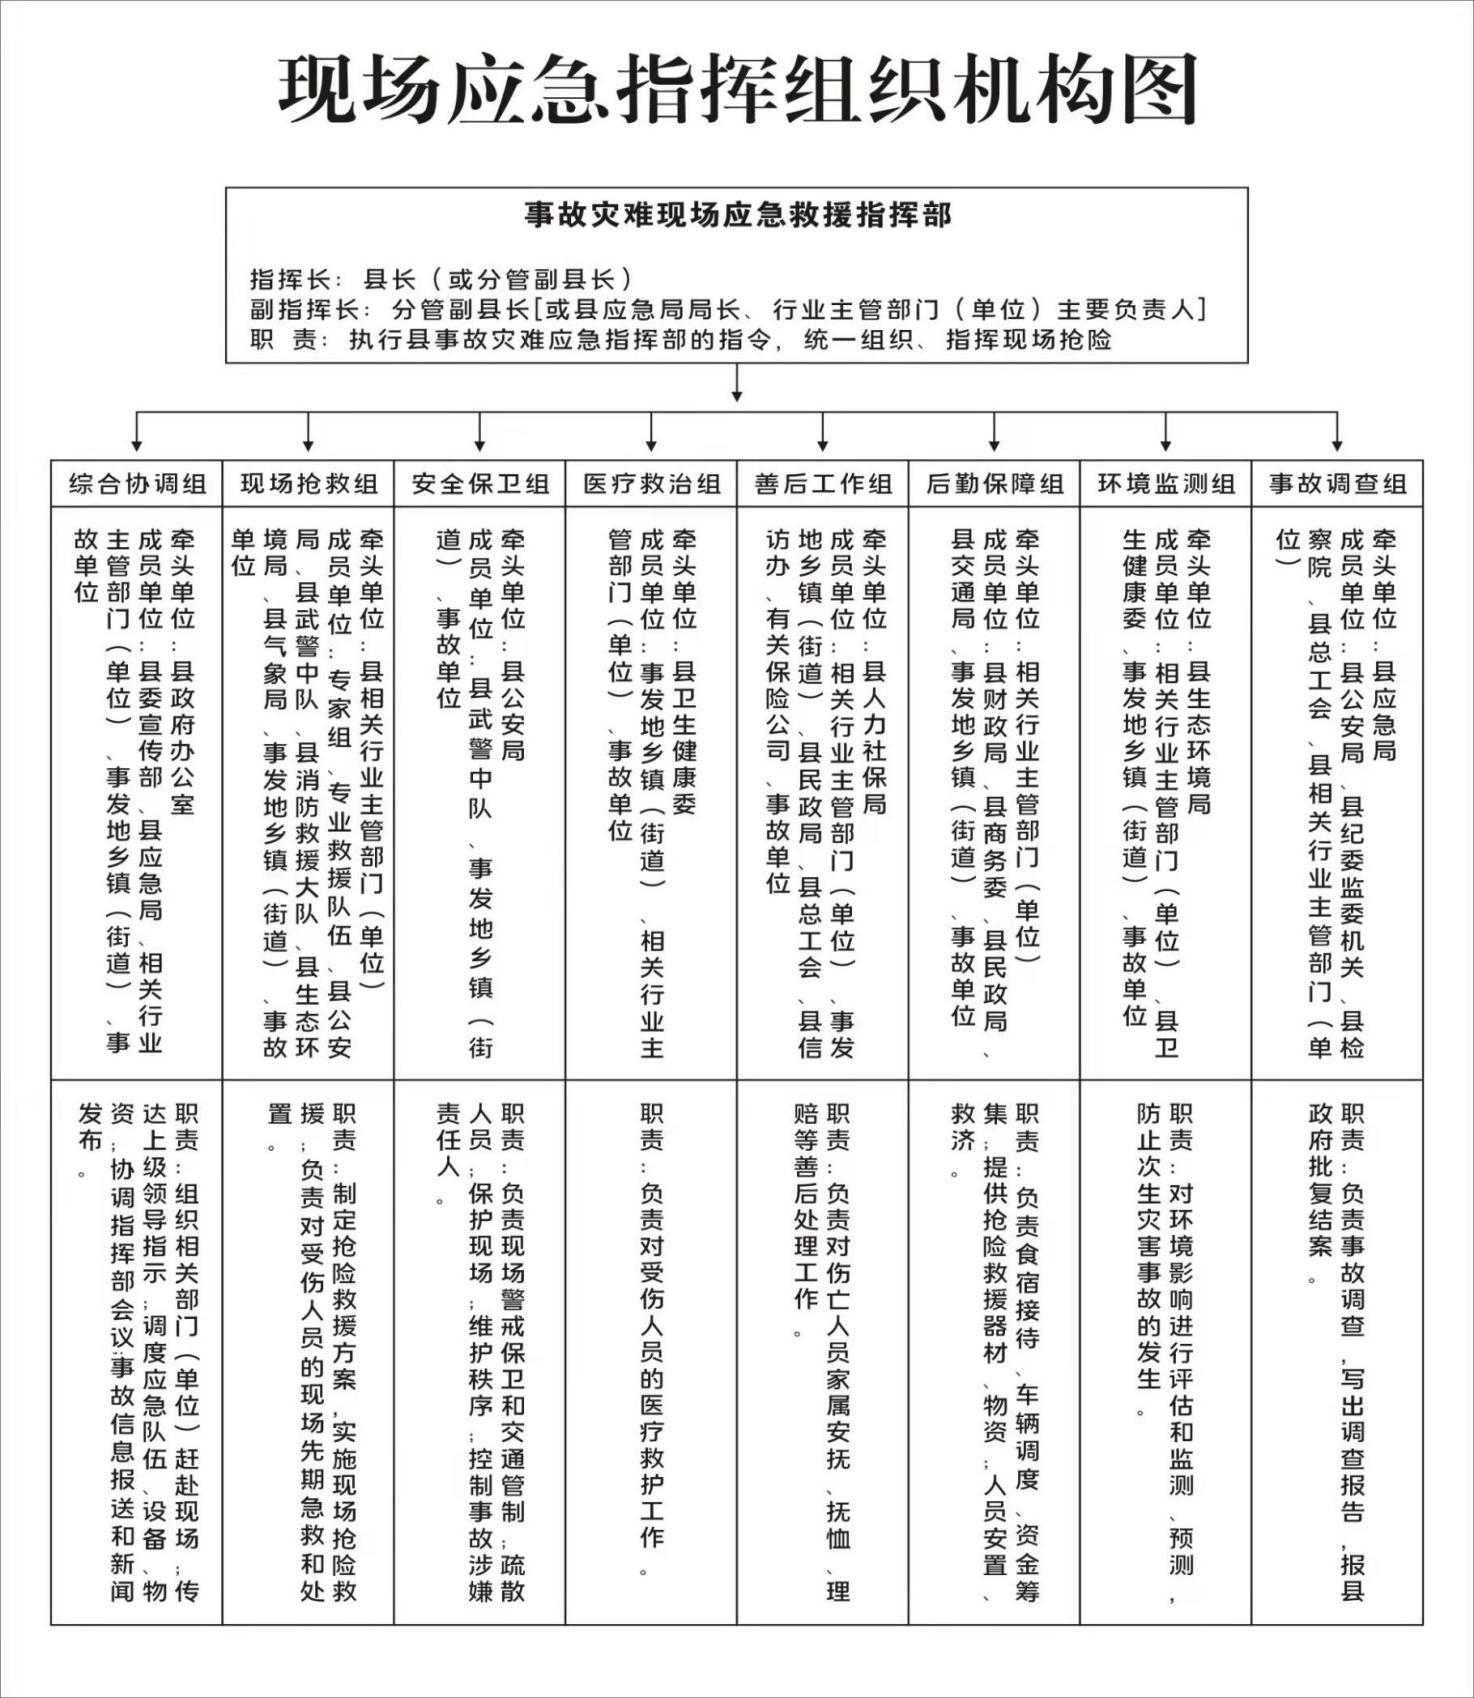 现场应急指挥组织机构图
事故灾难现场应急救援指挥部
指挥长：县长（或分管副县长）
副指挥长：分管副县长[或县应急局局长、行业主管部门（单位）主要负责人]
职 责：执行县事故灾难应急指挥部的指令，统一组织、指挥现场抢险
综合协调组
牵头单位：县政府办公室
成员单位：县委宣传部、县应急局、相关行业
主管部门（单位）、事发地乡镇（街道）、事
故单位
职责：组织相关部门（单位）赶赴现场；传
达上级领导指示；调度应急队伍、设备、物
资；协调指挥部会议；事故信息报送和新闻
发布。
现场抢救组
牵头单位：县相关行业主管部门（单位）
成员单位：专家组、专业救援队伍、县公安
局、县武警中队、县消防救援大队、县生态环
境局、县气象局、事发地乡镇（街道）、事故
单位
职责：制定抢险救援方案，实施现场抢险救
援；负责对受伤人员的现场先期急救和处
置。
安全保卫组
牵头单位：县公安局
成员单位：县武警中队、事发地乡镇（街
道）、事故单位
职责：负责现场警戒保卫和交通管制；疏散
人员；保护现场；维护秩序；控制事故涉嫌
责任人。
医疗救治组
牵头单位：县卫生健康委
成员单位：事发地乡镇（街道）、相关行业主
管部门（单位）、事故单位
职责：负责对受伤人员的医疗救护工作。
善后工作组
牵头单位：县人力社保局
成员单位：相关行业主管部门（单位）、事发
地乡镇（街道）、县民政局、县总工会、县信
访办、有关保险公司、事故单位
职责：负责对伤亡人员家属安抚、抚恤、理
赔等善后处理工作。
后勤保障组
牵头单位：相关行业主管部门（单位）
成员单位：县财政局、县商务委、县民政局、
县交通局、事发地乡镇（街道）、事故单位
职责：负责食宿接待、车辆调度、资金筹
集；提供抢险救援器材、物资；人员安置、
救济。
环境监测组
牵头单位：县生态环境局
成员单位：相关行业主管部门（单位）、县卫
生健康委、事发地乡镇（街道）、事故单位
职责：对环境影响进行评估和监测、预测，
防止次生灾害事故的发生。
事故调查组
牵头单位：县应急局
成员单位：县公安局、县纪委监委机关、县检
察院、县总工会、县相关行业主管部门（单
位）
职责：负责事故调查，写出调查报告，报县
政府批复结案。